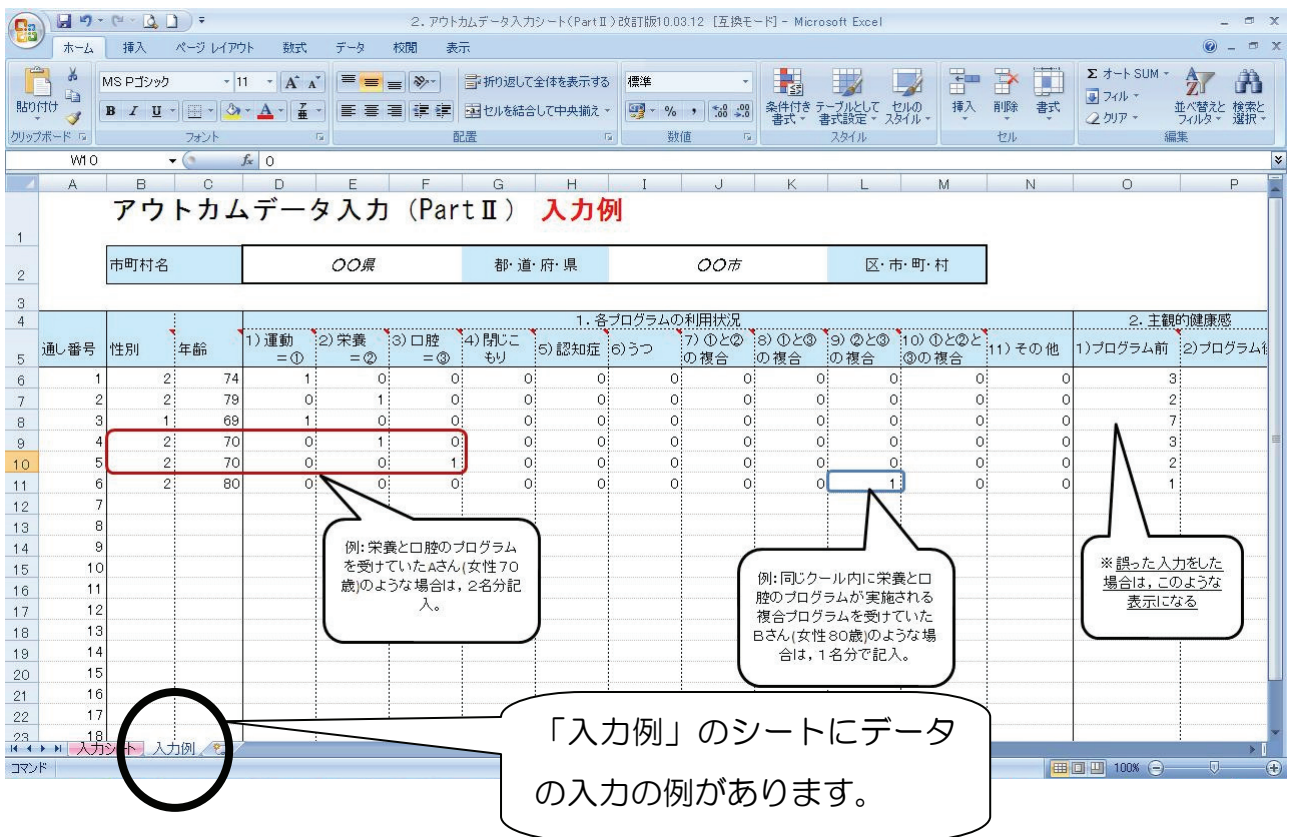 2．アウトカムデータ入力シート(PartⅡ)改訂版10.03.12 [互換モード] - Microsoft Excel
ホーム 挿入 ページ レイアウト 数式 データ 校閲 表示
MS Pゴシック 11 折り返して全体を表示する 標準 Σ オート SUM
フィル
貼り付け B I U セルを結合して中央揃え % , 条件付き書式 テーブルとして書式設定 セルのスタイル 挿入 削除 書式 クリア 並べ替えとフィルタ 検索と選択
クリップボード フォント 配置 数値 スタイル セル 編集
W10 fx 0
A B C D E F G H I J K L M N O P
1 アウトカムデータ入力（PartⅡ） 入力例
2 市町村名 〇〇県 都・道・府・県 〇〇市 区・市・町・村
3
4 1．各プログラムの利用状況 2．主観的健康感
5 通し番号 性別 年齢 1)運動＝① 2)栄養＝② 3)口腔＝③ 4)閉じこもり 5)認知症 6)うつ 7)①と②の複合 8)①と③の複合 9)②と③の複合 10)①と②と③の複合 11)その他 1)プログラム前 2)プログラム
6 1 2 74 1 0 0 0 0 0 0 0 0 0 0 3
7 2 2 79 0 1 0 0 0 0 0 0 0 0 0 2
8 3 1 69 1 0 0 0 0 0 0 0 0 0 0 7
9 4 2 70 0 1 0 0 0 0 0 0 0 0 0 3
10 5 2 70 0 0 1 0 0 0 0 0 0 0 0 2
11 6 2 80 0 0 0 0 0 0 0 0 1 0 0 1
12 7
13 8
14 9
15 10
16 11
17 12
18 13
19 14
20 15
21 16
22 17
23 18
例：栄養と口腔のプログラム
を受けていたAさん(女性70
歳)のような場合は，2名分記
入。
例：同じクール内に栄養と口
腔のプログラムが実施される
複合プログラムを受けていた
Bさん(女性80歳)のような場
合は，1名分で記入。
※誤った入力をした
場合は，このような
表示になる
入力シート 入力例
コマンド 100%
「入力例」のシートにデータ
の入力の例があります。